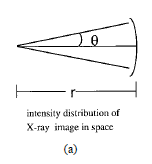 θ
r
intensity distribution of
X-ray image in space
(a)